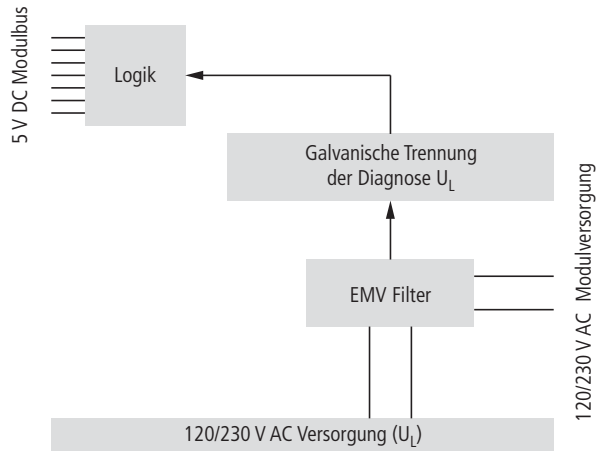 5 V DC Modulbus
Logik
Galvanische Trennung
der Diagnose U_L
120/230 V AC Modulversorgung
EMV Filter
120/230 V AC Versorgung (U_L)